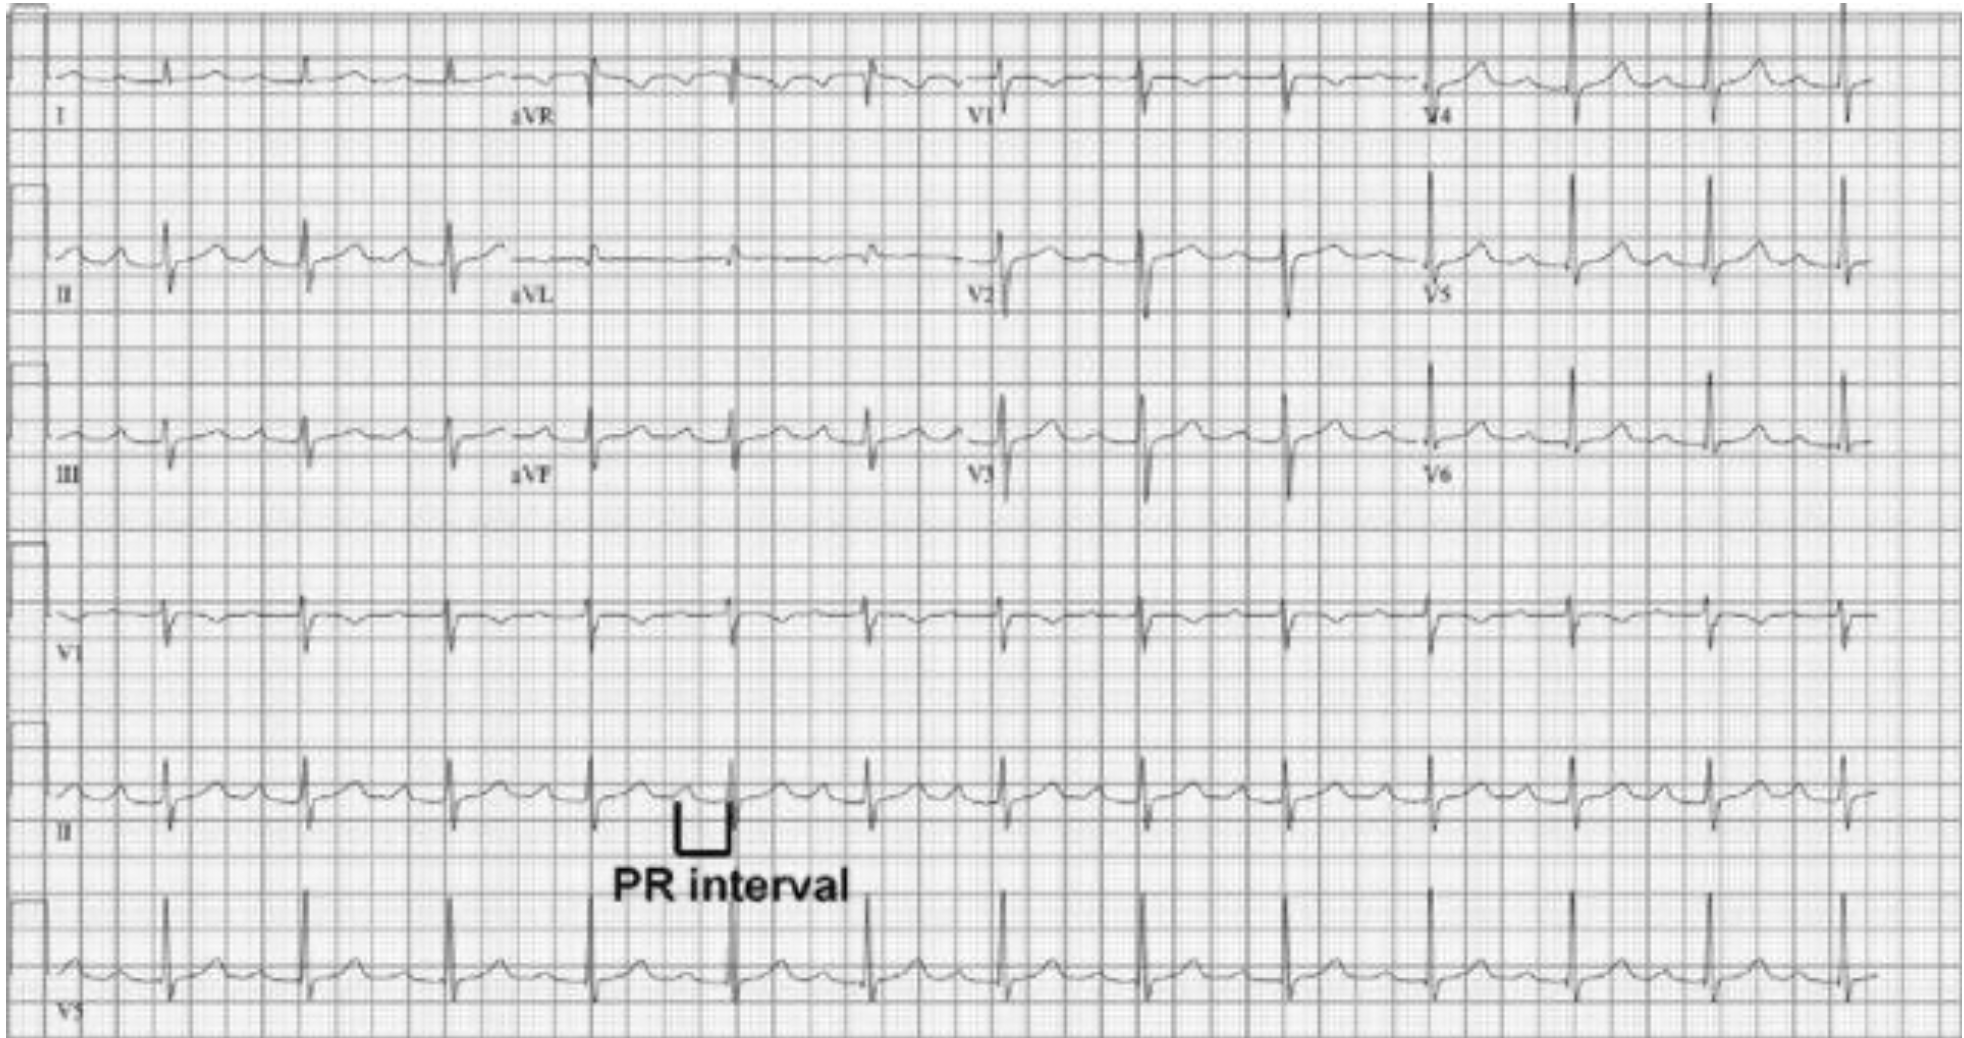 I aVR V1 V4
II aVL V2 V5
III aVF V3 V6
V1
II
PR interval
V5